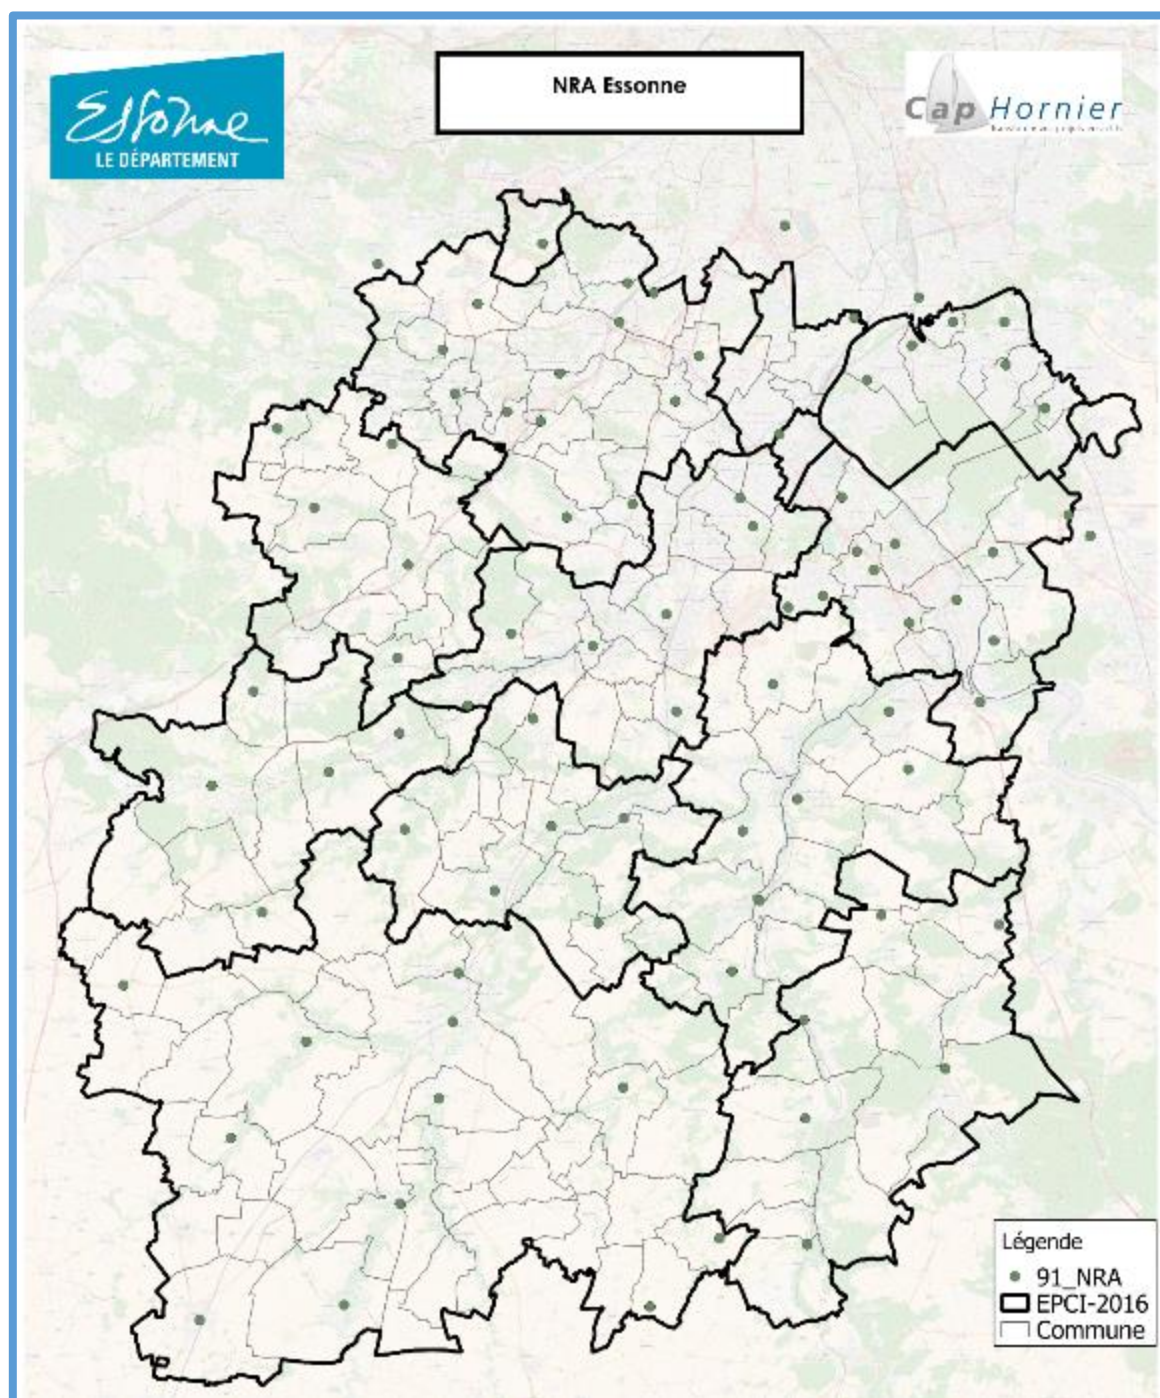 Essonne
LE DÉPARTEMENT
NRA Essonne
Cap Hornier
Légende
91_NRA
EPCI-2016
Commune